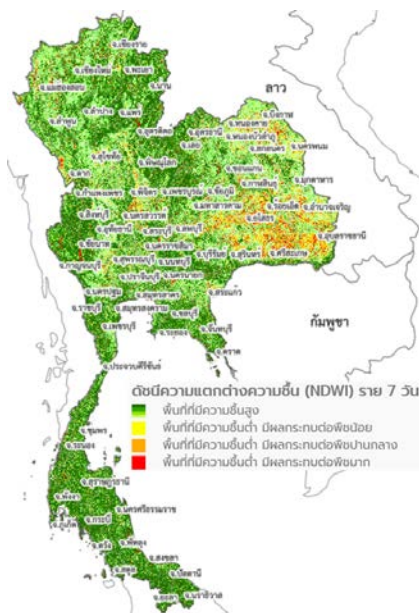 ลาว
จ.เชียงราย
จ.เชียงใหม่
จ.พะเยา
จ.แม่ฮ่องสอน
จ.น่าน
จ.ลำปาง
จ.แพร่
จ.ลำพูน
จ.บึงกาฬ
จ.หนองคาย
จ.อุตรดิตถ์
จ.เลย
จ.อุดรธานี
จ.หนองบัวลำภู
จ.สกลนคร
จ.นครพนม
จ.สุโขทัย
จ.พิษณุโลก
จ.ตาก
จ.ขอนแก่น
จ.กาฬสินธุ์
จ.มุกดาหาร
จ.กำแพงเพชร
จ.พิจิตร
จ.เพชรบูรณ์
จ.ชัยภูมิ
จ.มหาสารคาม
จ.ร้อยเอ็ด
จ.อำนาจเจริญ
จ.สิงห์บุรี
จ.นครสวรรค์
จ.ยโสธร
จ.อุทัยธานี
จ.สระบุรี
จ.ลพบุรี
จ.อุบลราชธานี
จ.ชัยนาท
จ.นครราชสีมา
จ.บุรีรัมย์
จ.สุรินทร์
จ.ศรีสะเกษ
จ.กาญจนบุรี
จ.สุพรรณบุรี
จ.นนทบุรี
จ.ปราจีนบุรี
จ.นครนายก
จ.นครปฐม
จ.สมุทรสาคร
จ.สระแก้ว
จ.ราชบุรี
จ.สมุทรสงคราม
จ.ชลบุรี
จ.เพชรบุรี
จ.ระยอง
จ.จันทบุรี
จ.ตราด
กัมพูชา
จ.ประจวบคีรีขันธ์
ดัชนีความแตกต่างความชื้น (NDWI) ราย 7 วัน
พื้นที่ที่มีความชื้นสูง
พื้นที่ที่มีความชื้นต่ำ มีผลกระทบต่อพืชน้อย
พื้นที่ที่มีความชื้นต่ำ มีผลกระทบต่อพืชปานกลาง
พื้นที่ที่มีความชื้นต่ำ มีผลกระทบต่อพืชมาก
จ.ชุมพร
จ.ระนอง
จ.สุราษฎร์ธานี
จ.พังงา
จ.นครศรีธรรมราช
จ.ภูเก็ต
จ.กระบี่
จ.ตรัง
จ.พัทลุง
จ.สงขลา
จ.สตูล
จ.ปัตตานี
จ.ยะลา
จ.นราธิวาส